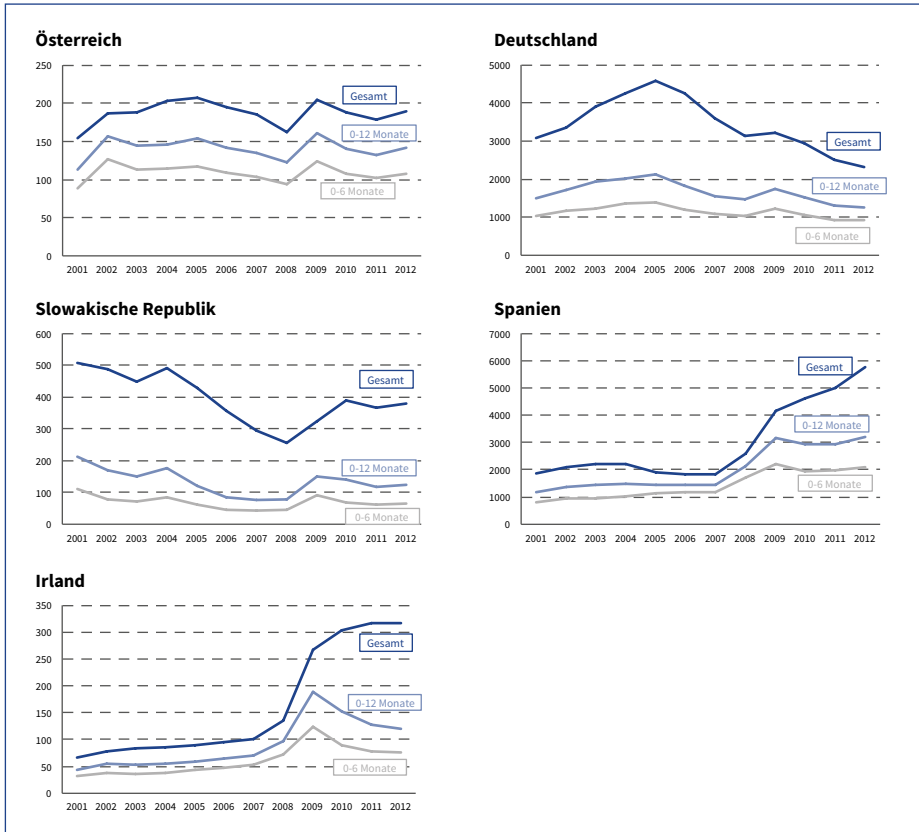 Österreich
250
200
150
100
50
0
Gesamt
0-12 Monate
0-6 Monate
2001 2002 2003 2004 2005 2006 2007 2008 2009 2010 2011 2012
Deutschland
5000
4000
3000
2000
1000
0
Gesamt
0-12 Monate
0-6 Monate
2001 2002 2003 2004 2005 2006 2007 2008 2009 2010 2011 2012
Slowakische Republik
600
500
400
300
200
100
0
Gesamt
0-12 Monate
0-6 Monate
2001 2002 2003 2004 2005 2006 2007 2008 2009 2010 2011 2012
Spanien
7000
6000
5000
4000
3000
2000
1000
0
Gesamt
0-12 Monate
0-6 Monate
2001 2002 2003 2004 2005 2006 2007 2008 2009 2010 2011 2012
Irland
350
300
250
200
150
100
50
0
Gesamt
0-12 Monate
0-6 Monate
2001 2002 2003 2004 2005 2006 2007 2008 2009 2010 2011 2012